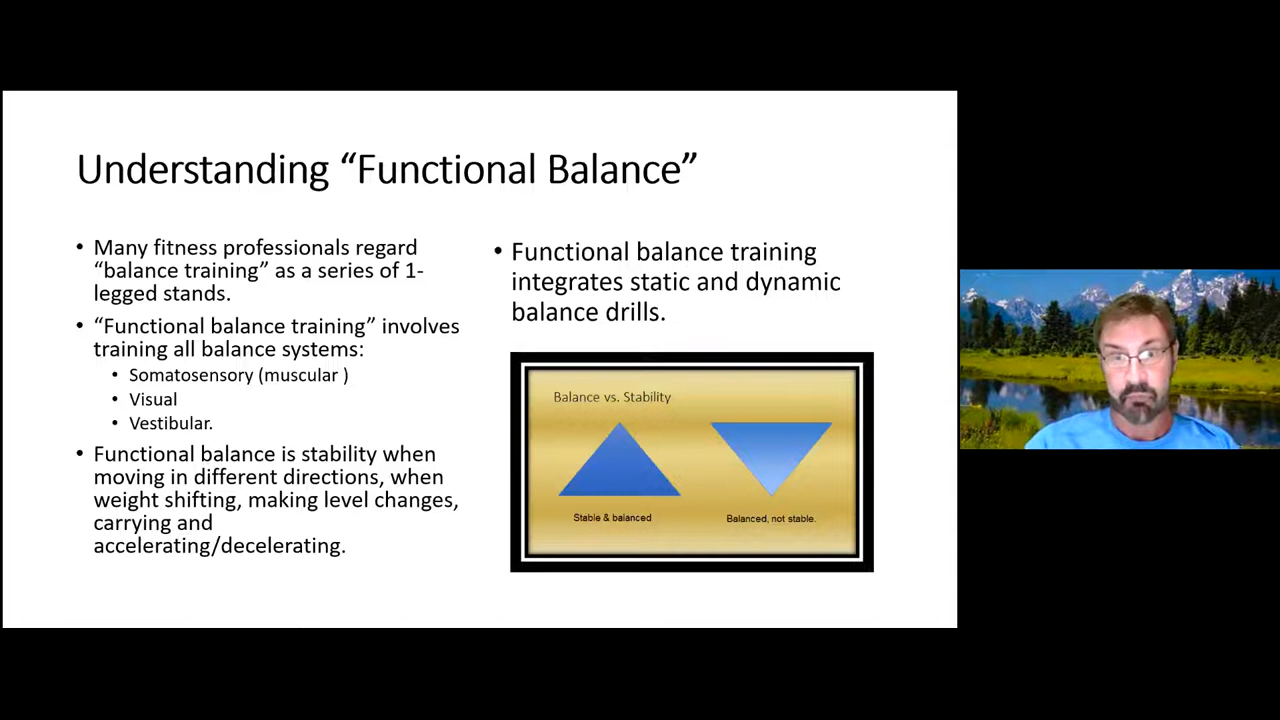 Understanding “Functional Balance”
• Many fitness professionals regard
“balance training” as a series of 1-
legged stands.
• “Functional balance training” involves
training all balance systems:
• Somatosensory (muscular )
• Visual
• Vestibular.
• Functional balance is stability when
moving in different directions, when
weight shifting, making level changes,
carrying and
accelerating/decelerating.
• Functional balance training
integrates static and dynamic
balance drills.
Balance vs. Stability
Stable & balanced
Balanced, not stable.